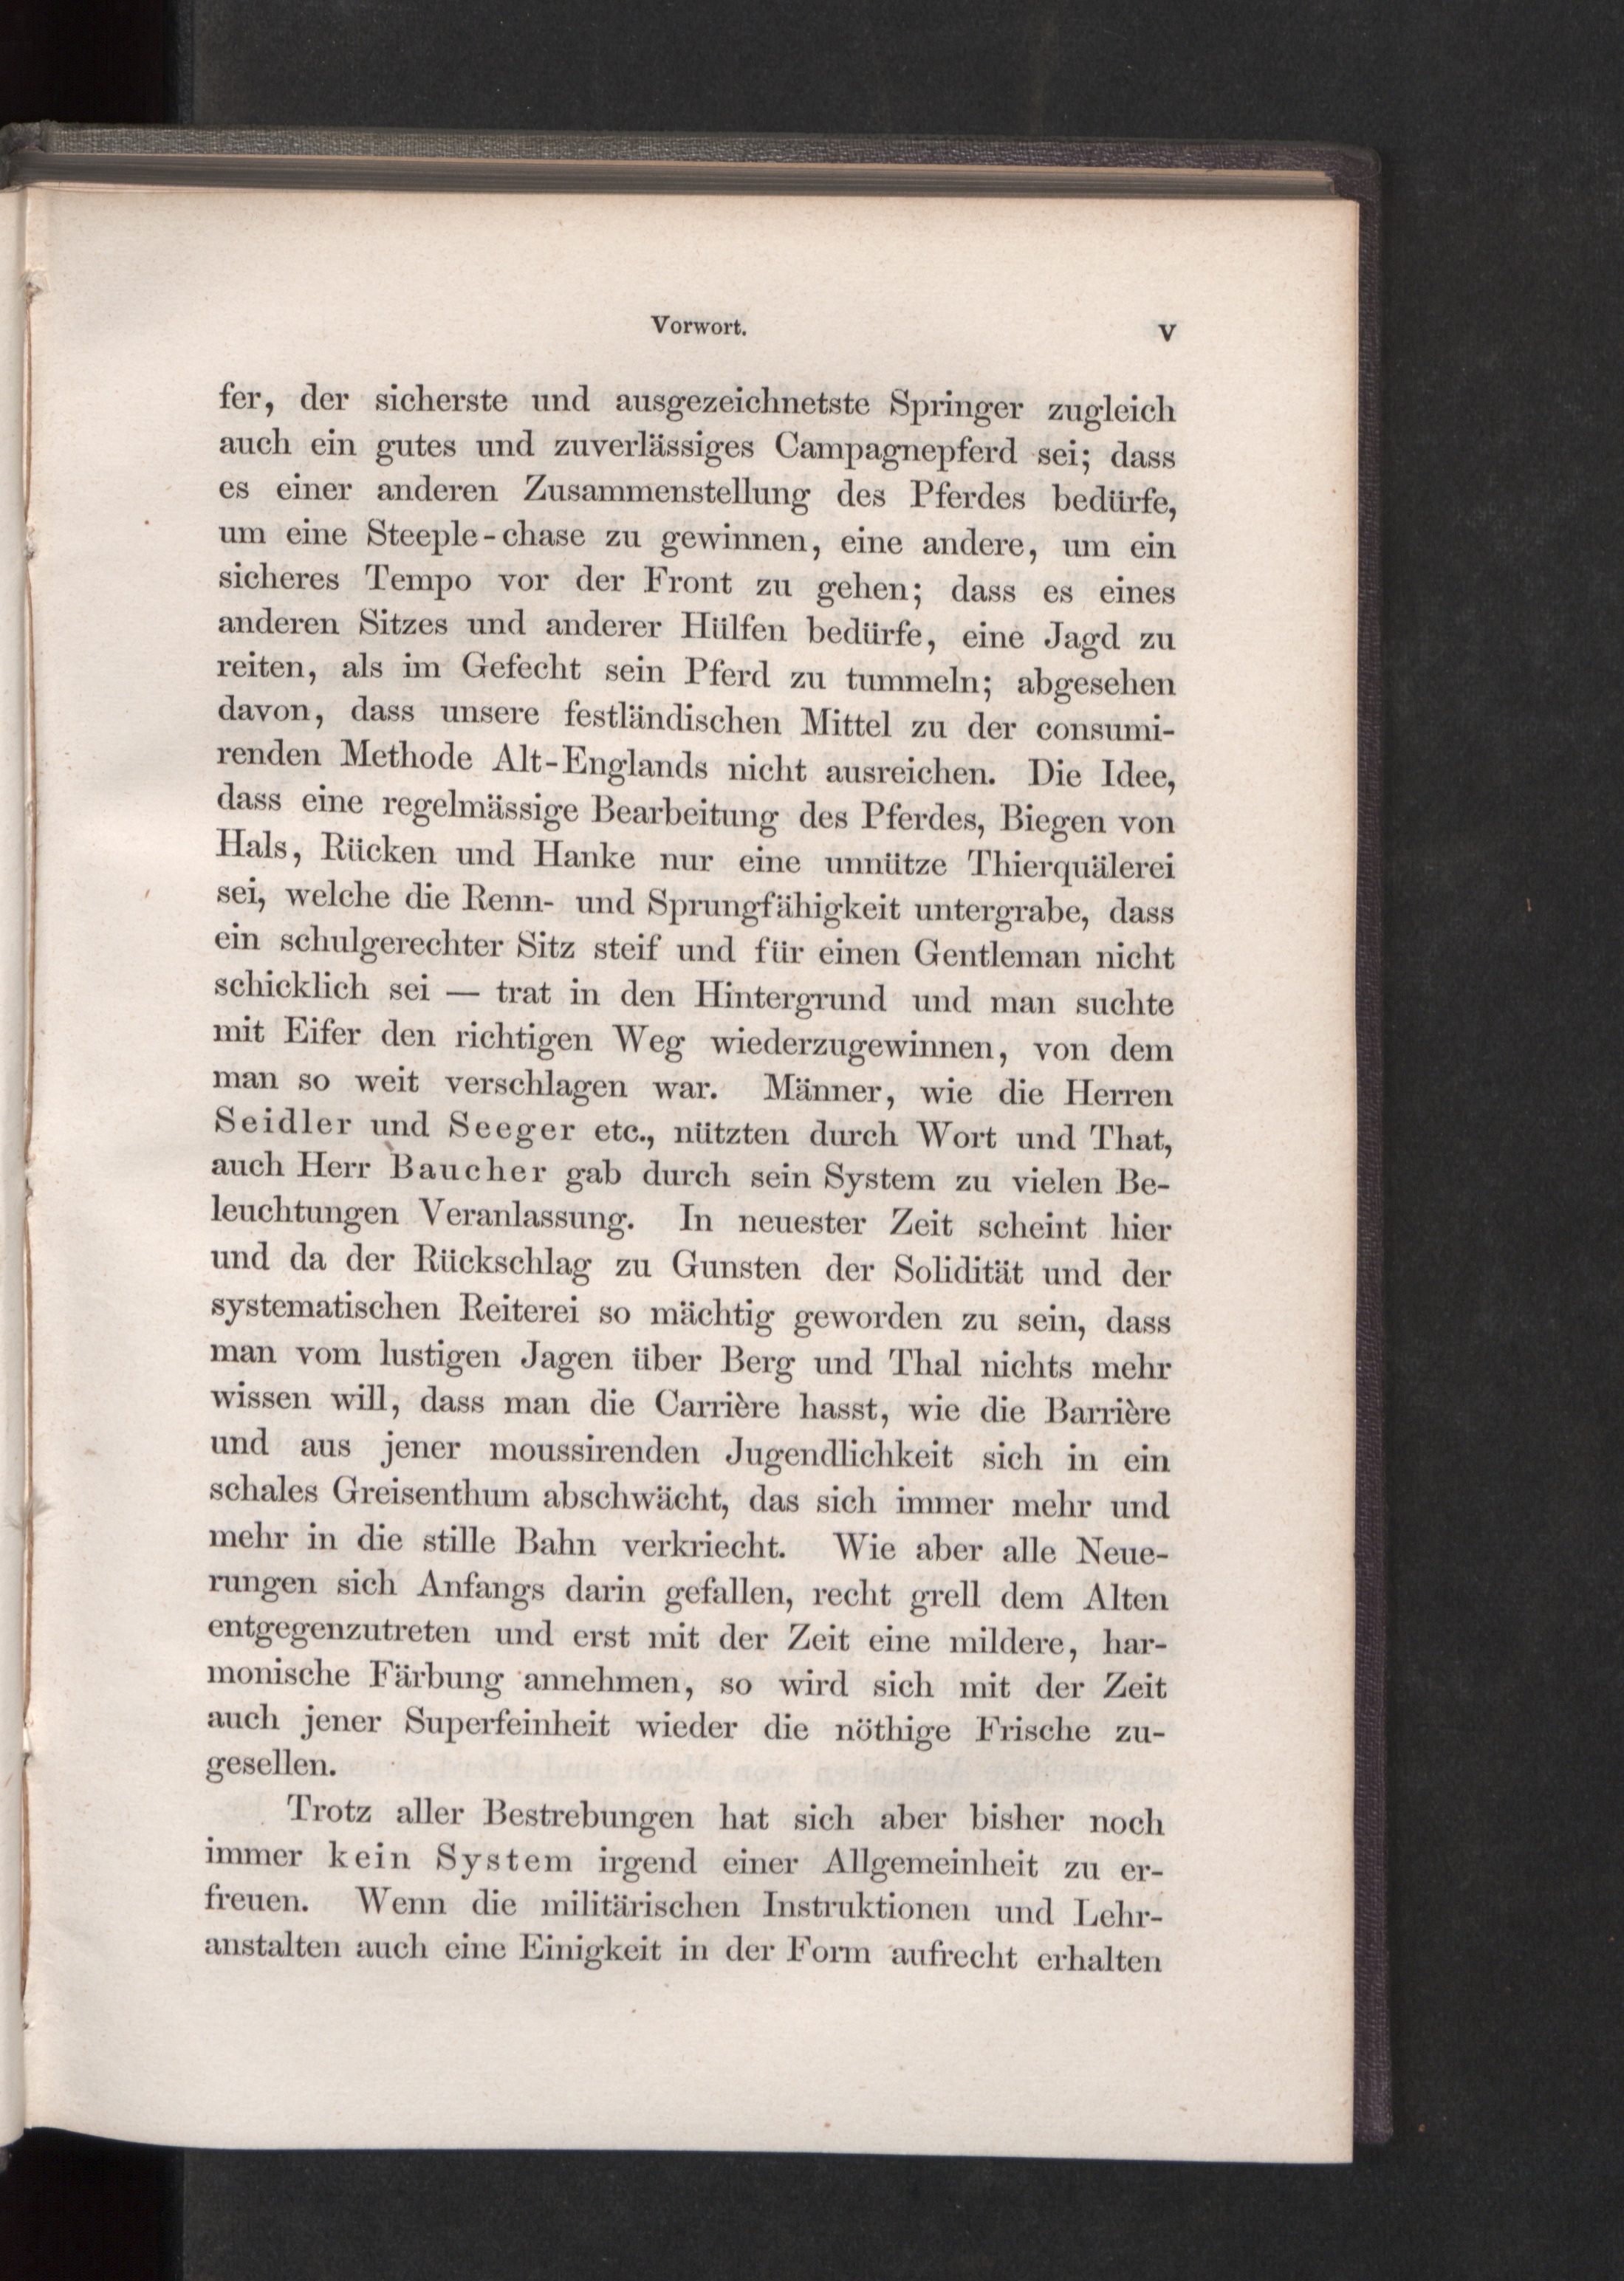 Vorwort. V
fer, der sicherste und ausgezeichnetste Springer zugleich
auch ein gutes und zuverlässiges Campagnepferd sei; dass
es einer anderen Zusammenstellung des Pferdes bedürfe,
um eine Steeple-chase zu gewinnen, eine andere, um ein
sicheres Tempo vor der Front zu gehen; dass es eines
anderen Sitzes und anderer Hülfen bedürfe, eine Jagd zu
reiten, als im Gefecht sein Pferd zu tummeln; abgesehen
davon, dass unsere festländischen Mittel zu der consumi-
renden Methode Alt-Englands nicht ausreichen. Die Idee,
dass eine regelmässige Bearbeitung des Pferdes, Biegen von
Hals, Rücken und Hanke nur eine unnütze Thierquälerei
sei, welche die Renn- und Sprungfähigkeit untergrabe, dass
ein schulgerechter Sitz steif und für einen Gentleman nicht
schicklich sei — trat in den Hintergrund und man suchte
mit Eifer den richtigen Weg wiederzugewinnen, von dem
man so weit verschlagen war. Männer, wie die Herren
Seidler und Seeger etc., nützten durch Wort und That,
auch Herr Baucher gab durch sein System zu vielen Be-
leuchtungen Veranlassung. In neuester Zeit scheint hier
und da der Rückschlag zu Gunsten der Solidität und der
systematischen Reiterei so mächtig geworden zu sein, dass
man vom lustigen Jagen über Berg und Thal nichts mehr
wissen will, dass man die Carrière hasst, wie die Barrière
und aus jener moussirenden Jugendlichkeit sich in ein
schales Greisenthum abschwächt, das sich immer mehr und
mehr in die stille Bahn verkriecht. Wie aber alle Neue-
rungen sich Anfangs darin gefallen, recht grell dem Alten
entgegenzutreten und erst mit der Zeit eine mildere, har-
monische Färbung annehmen, so wird sich mit der Zeit
auch jener Superfeinheit wieder die nöthige Frische zu-
gesellen.
Trotz aller Bestrebungen hat sich aber bisher noch
immer kein System irgend einer Allgemeinheit zu er-
freuen. Wenn die militärischen Instruktionen und Lehr-
anstalten auch eine Einigkeit in der Form aufrecht erhalten